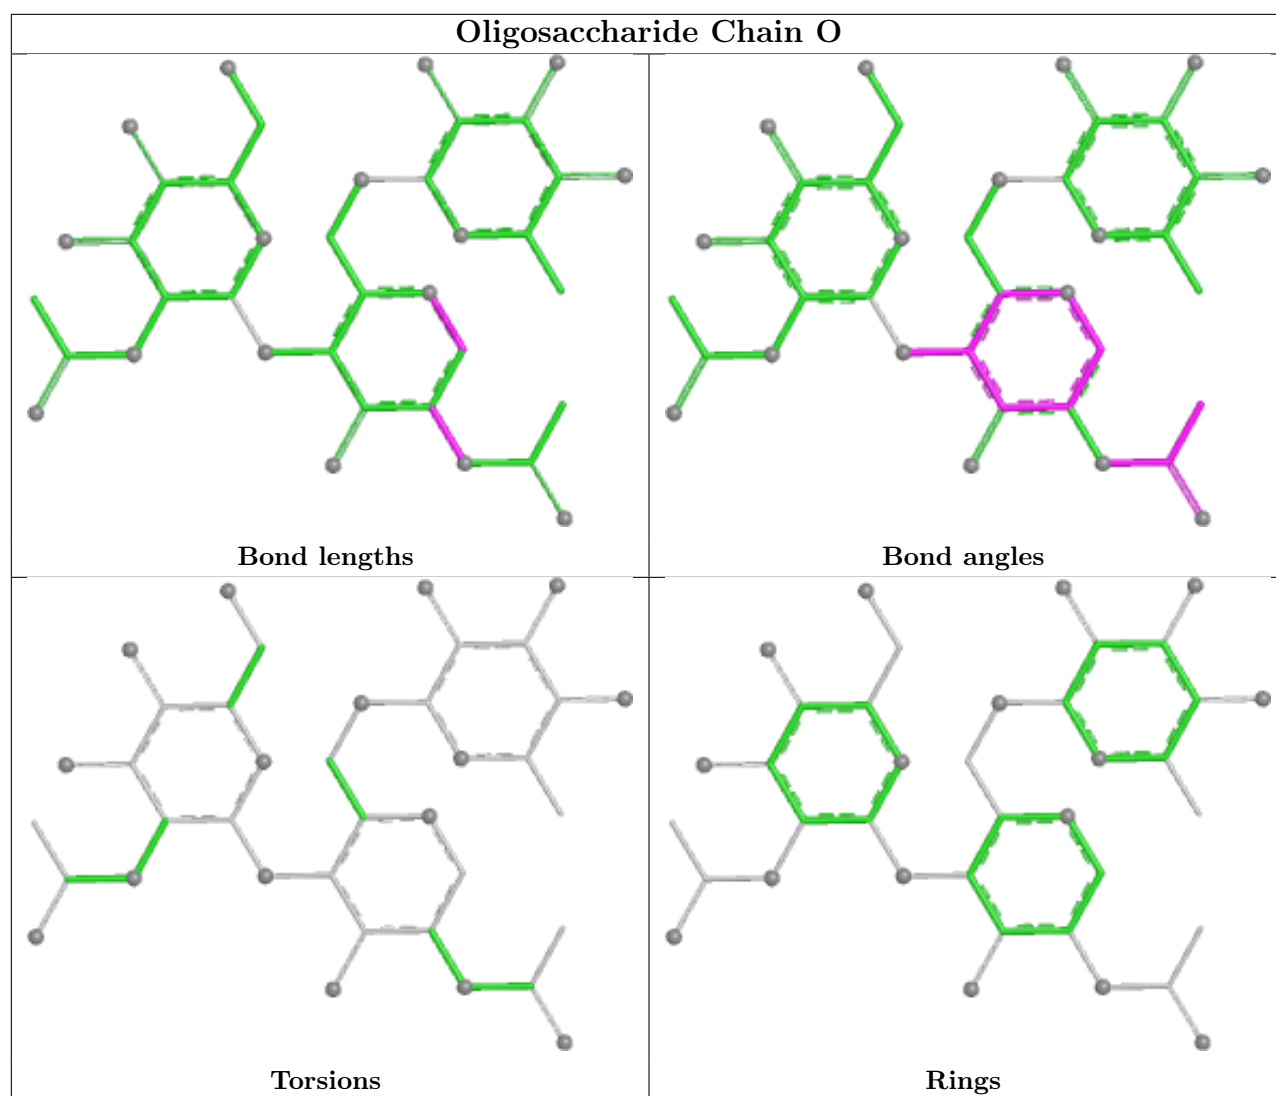 Oligosaccharide Chain O
Bond lengths
Bond angles
Torsions
Rings